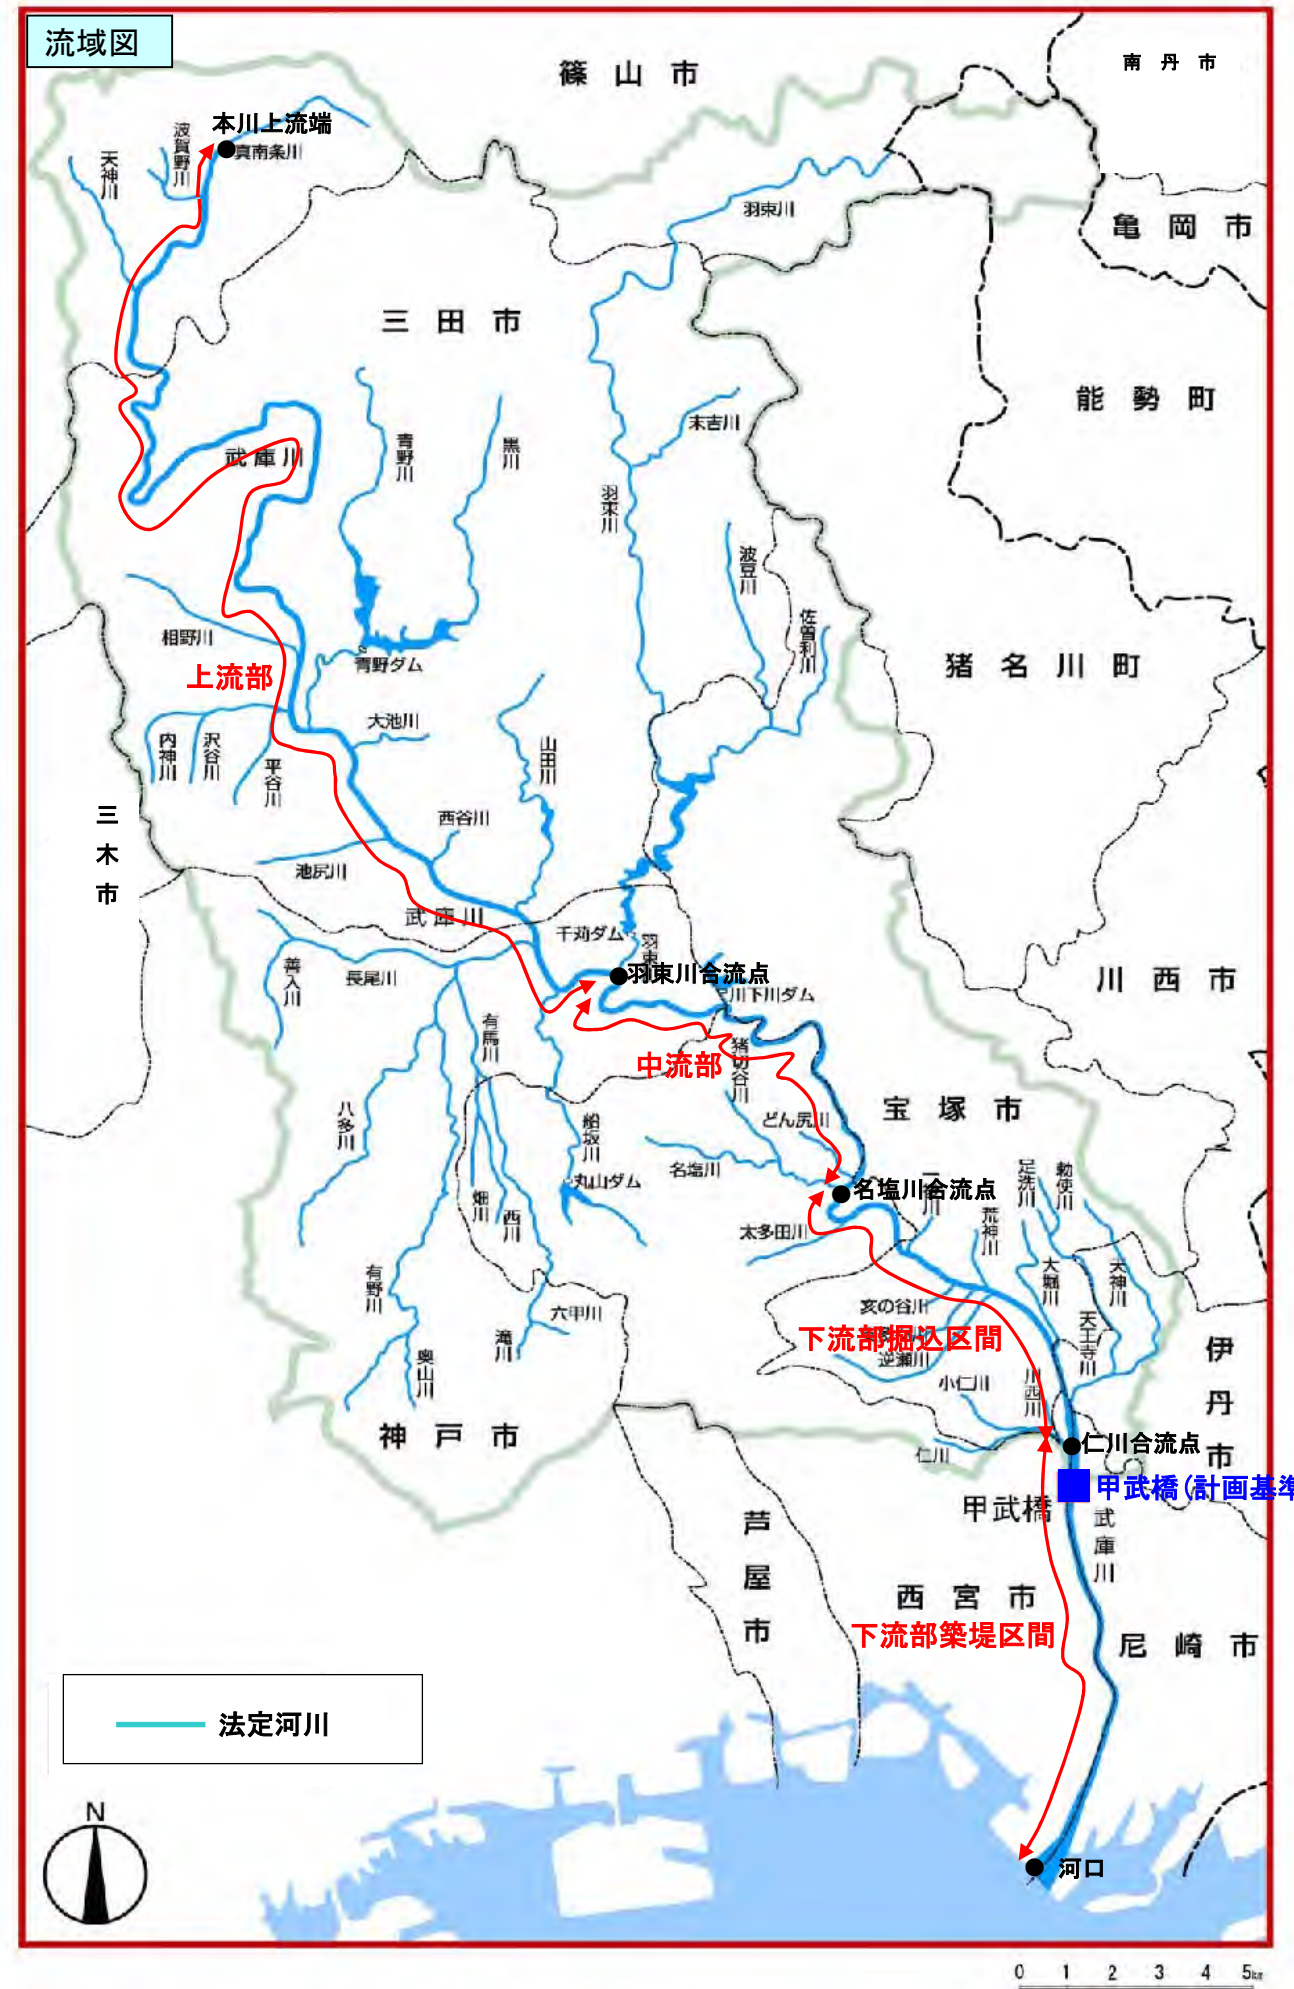 流域図
篠山市
南丹市
本川上流端
真南条川
波賀野川
天神川
羽束川
亀岡市
三田市
能勢町
末吉川
武庫川
青野川
黒川
羽束川
波豆川
佐曽利川
相野川
青野ダム
猪名川町
上流部
大池川
内神川
沢谷川
平谷川
山田川
三木市
西谷川
池尻川
武庫川
千苅ダム
羽束
羽束川合流点
川下川ダム
川西市
善入川
長尾川
有馬川
中流部
猪切谷川
宝塚市
八多川
船坂川
どん尻川
名塩川
丸山ダム
名塩川合流点
足洗川
勅使川
畑川
西川
太多田川
荒神川
大堀川
天神川
有野川
六甲川
亥の谷川
天王寺川
滝川
下流部掘込区間
伊丹市
奥山川
逆瀬川
小仁川
川西川
神戸市
仁川
仁川合流点
甲武橋(計画基準
甲武橋
武庫川
芦屋市
西宮市
下流部築堤区間
尼崎市
法定河川
N
河口
0 1 2 3 4 5km